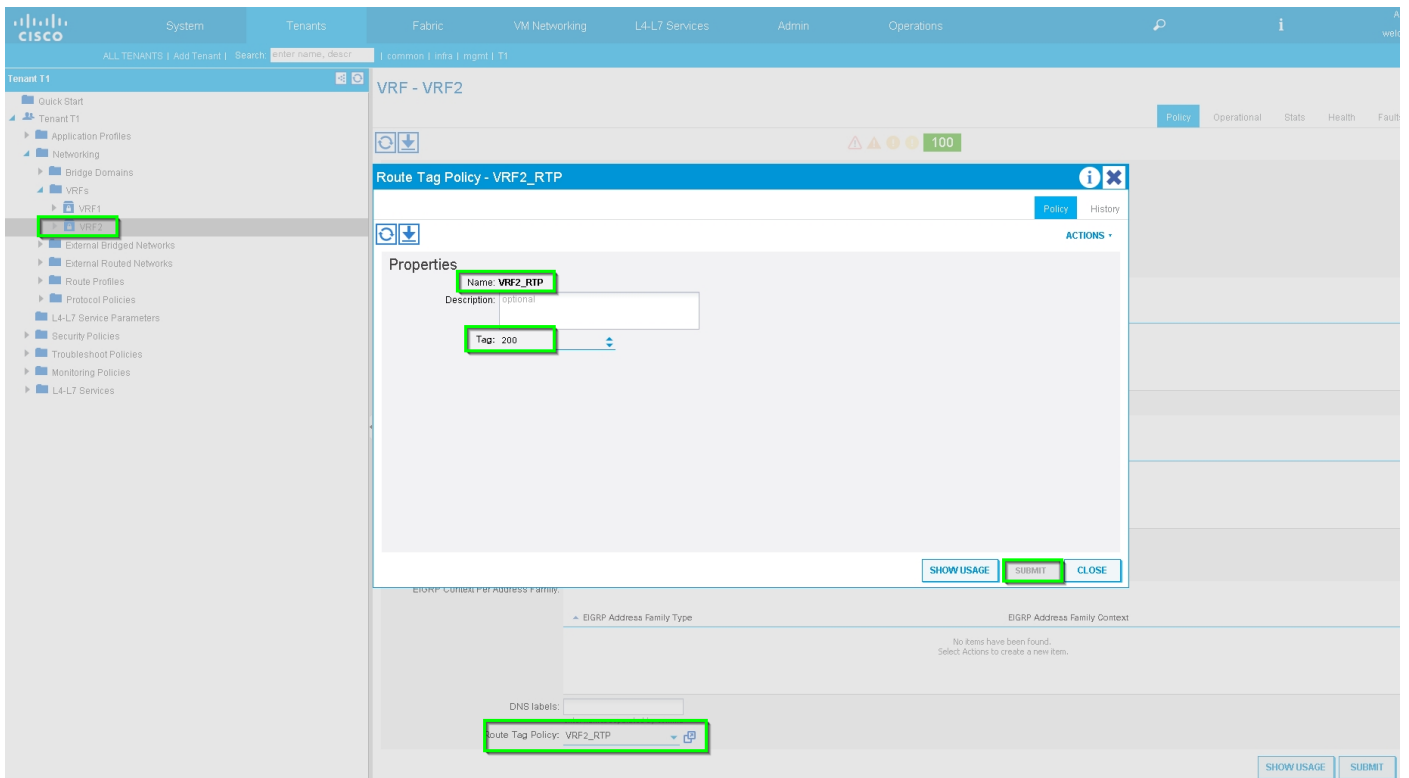 CISCO
System
Tenants
Fabric
VM Networking
L4-L7 Services
Admin
Operations
i
ALL TENANTS | Add Tenant | Search: enter name, descr | common | infra | mgmt | T1
Tenant T1
Quick Start
Tenant T1
Application Profiles
Networking
Bridge Domains
VRFs
VRF1
VRF2
External Bridged Networks
External Routed Networks
Route Profiles
Protocol Policies
L4-L7 Service Parameters
Security Policies
Troubleshoot Policies
Monitoring Policies
L4-L7 Services
VRF - VRF2
Policy
Operational
Stats
Health
Faults
100
Route Tag Policy - VRF2_RTP
i
Policy
History
ACTIONS
Properties
Name: VRF2_RTP
Description: optional
Tag: 200
SHOW USAGE
SUBMIT
CLOSE
EIGRP Context Per Address Family:
EIGRP Address Family Type
EIGRP Address Family Context
No items have been found.
Select Actions to create a new item.
DNS labels:
Route Tag Policy: VRF2_RTP
SHOW USAGE
SUBMIT